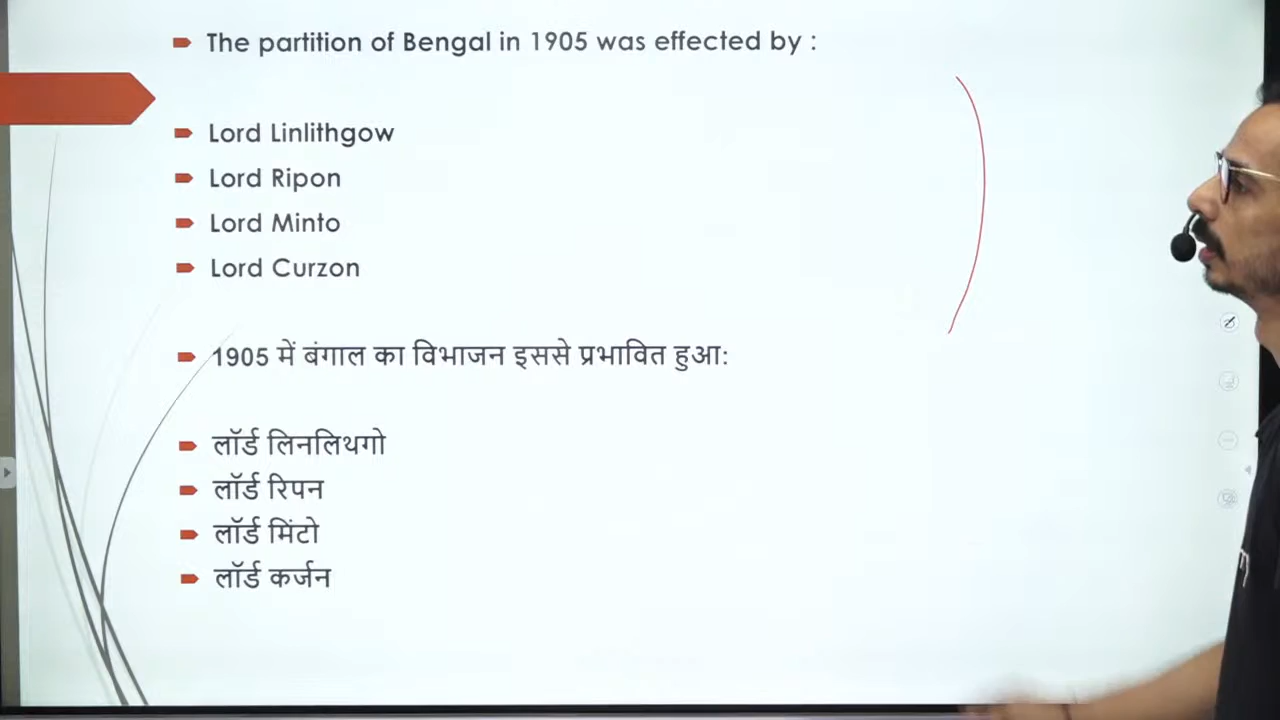 The partition of Bengal in 1905 was effected by :
Lord Linlithgow
Lord Ripon
Lord Minto
Lord Curzon
1905 में बंगाल का विभाजन इससे प्रभावित हुआ:
लॉर्ड लिनलिथगो
लॉर्ड रिपन
लॉर्ड मिंटो
लॉर्ड कर्जन